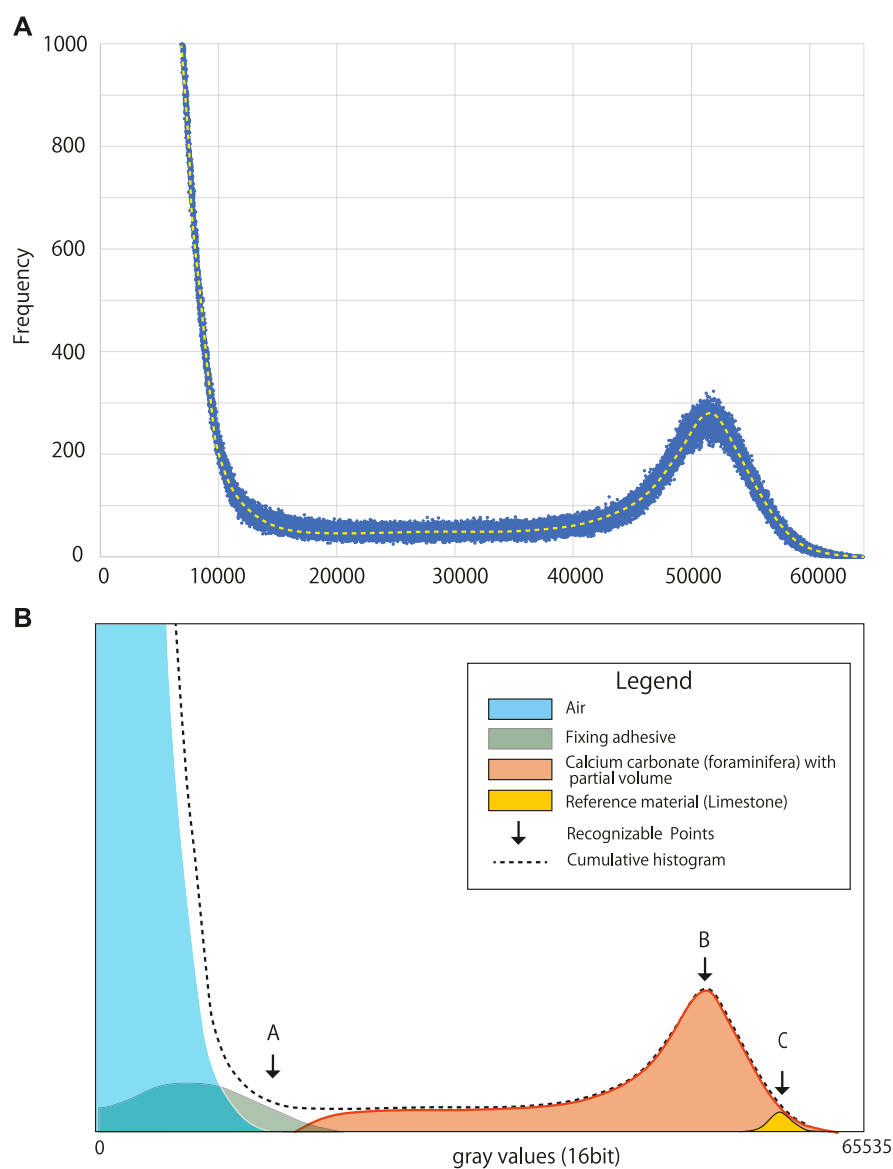 A
1000
800
600
400
200
0
Frequency
0 10000 20000 30000 40000 50000 60000
B
Legend
Air
Fixing adhesive
Calcium carbonate (foraminifera) with
partial volume
Reference material (Limestone)
Recognizable Points
Cumulative histogram
B
A
C
0
65535
gray values (16bit)